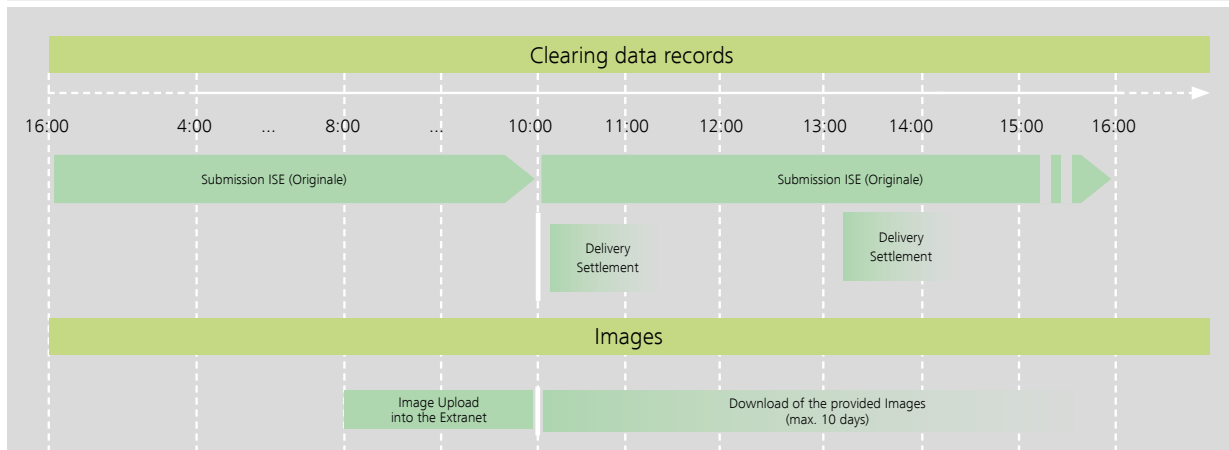 Clearing data records
16:00 4:00 ... 8:00 ... 10:00 11:00 12:00 13:00 14:00 15:00 16:00
Submission ISE (Originale) Submission ISE (Originale)
Delivery
Settlement
Delivery
Settlement
Images
Image Upload
into the Extranet
Download of the provided Images
(max. 10 days)